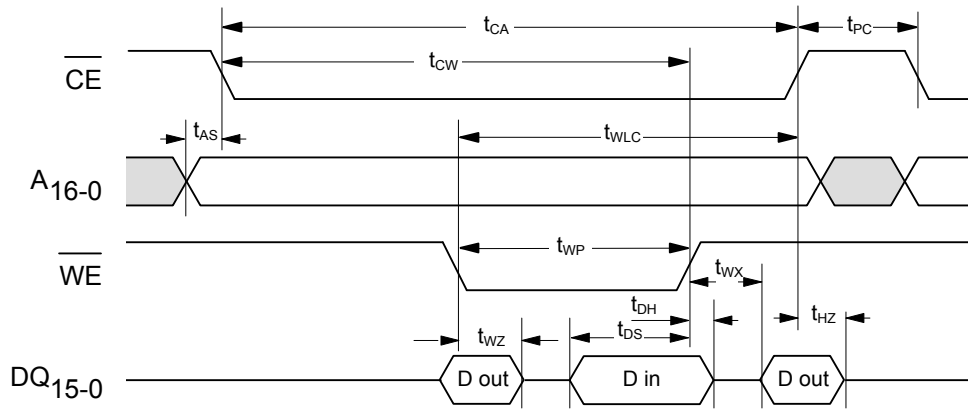 tCA
tPC
CE
tCW
tAS
tWLC
A16-0
WE
tWP
tWX
tDH
tHZ
tWZ
tDS
DQ15-0
D out
D in
D out